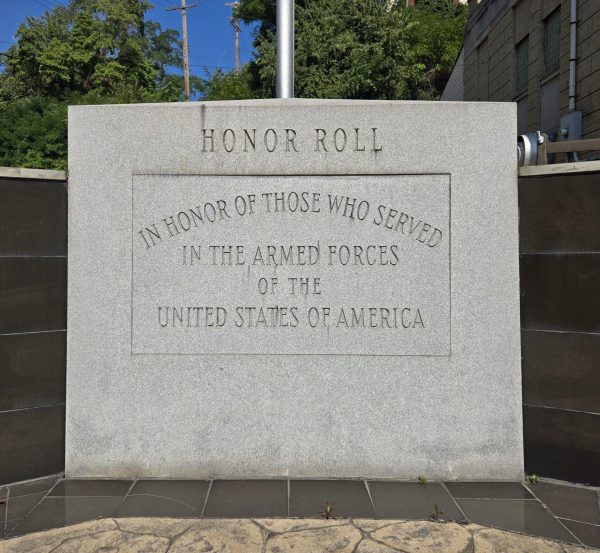 HONOR ROLL
IN HONOR OF THOSE WHO SERVED
IN THE ARMED FORCES
OF THE
UNITED STATES OF AMERICA